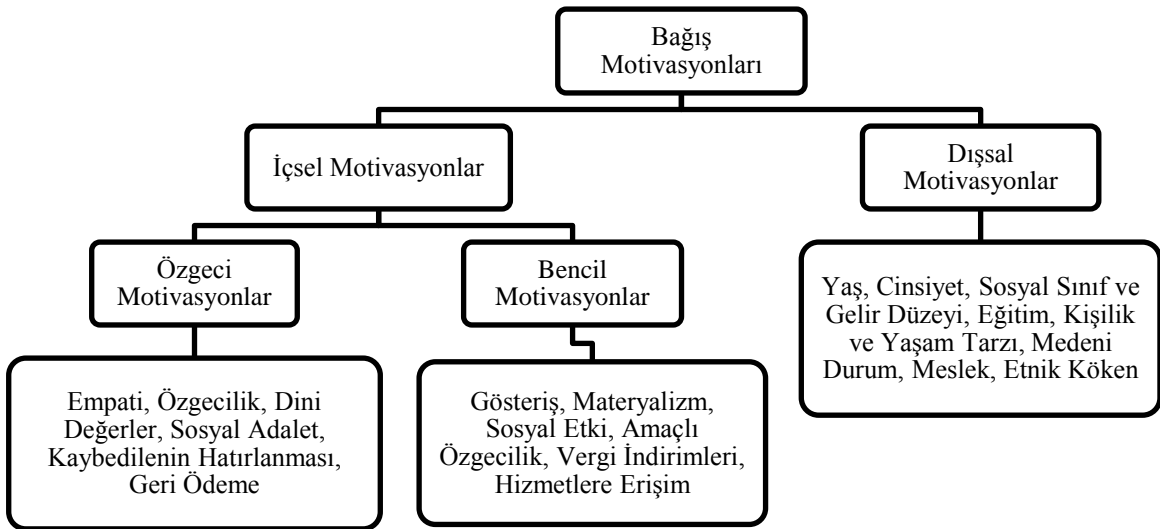 Bağış
Motivasyonları
İçsel Motivasyonlar
Dışsal
Motivasyonlar
Özgeci
Motivasyonlar
Bencil
Motivasyonlar
Yaş, Cinsiyet, Sosyal Sınıf ve
Gelir Düzeyi, Eğitim, Kişilik
ve Yaşam Tarzı, Medeni
Durum, Meslek, Etnik Köken
Empati, Özgecilik, Dini
Değerler, Sosyal Adalet,
Kaybedilenin Hatırlanması,
Geri Ödeme
Gösteriş, Materyalizm,
Sosyal Etki, Amaçlı
Özgecilik, Vergi İndirimleri,
Hizmetlere Erişim